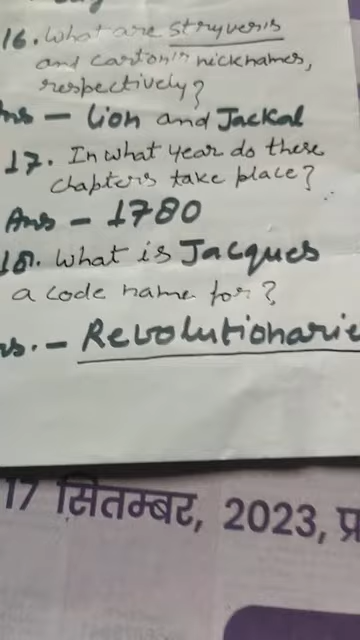 16. What are stryver's
and carton's nicknames,
respectively?
Ans - Lion and Jackal
17. In what year do these
chapters take place?
Ans - 1780
18. What is Jacques
a code name for?
Ans. - Revolutionarie
17 सितम्बर, 2023, प्र